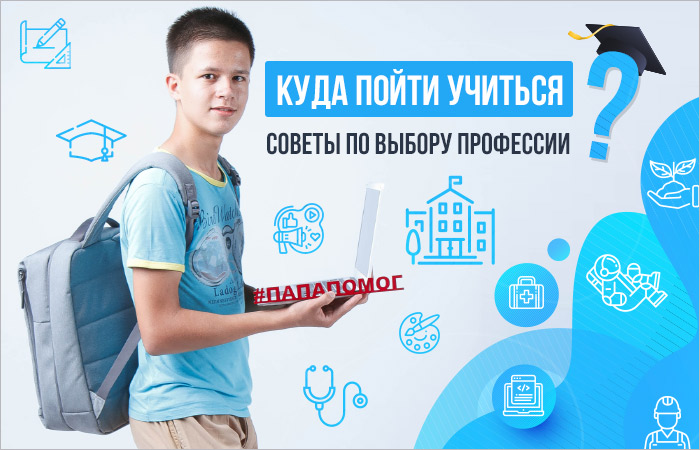 КУДА ПОЙТИ УЧИТЬСЯ
?
СОВЕТЫ ПО ВЫБОРУ ПРОФЕССИИ
#ПАПАПОМОГ